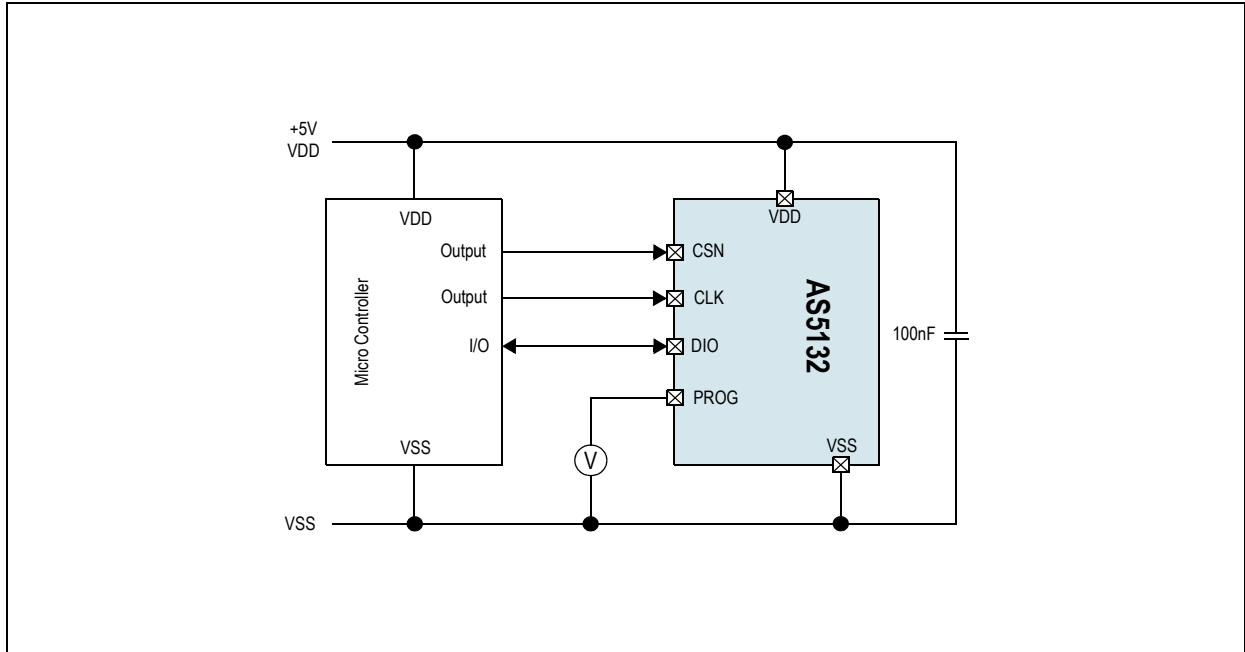 +5V
VDD
VDD
Output
Output
I/O
Micro Controller
VSS
VDD
CSN
CLK
DIO
PROG
AS5132
VSS
100nF
V
VSS